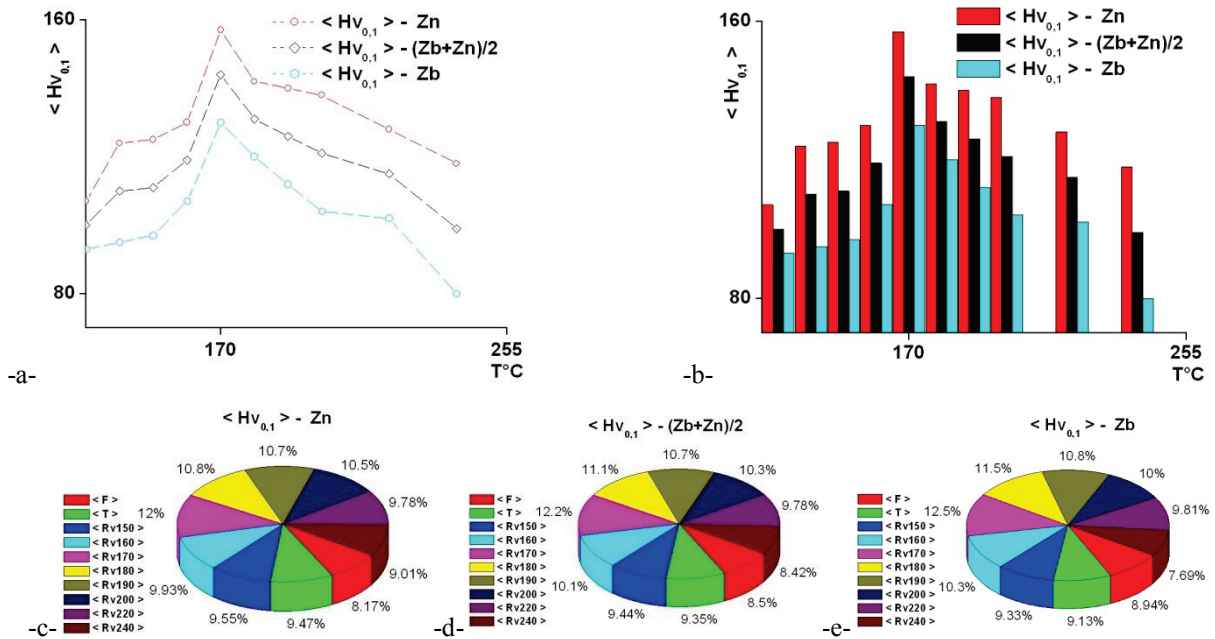 160
< Hv0,1 >
80
170
255
T°C
< Hv0,1 > - Zn
< Hv0,1 > - (Zb+Zn)/2
< Hv0,1 > - Zb
-a-
160
< Hv0,1 >
80
170
255
T°C
< Hv0,1 > - Zn
< Hv0,1 > - (Zb+Zn)/2
< Hv0,1 > - Zb
-b-
< Hv0,1 > - Zn
< F >
< T >
< Rv150 >
< Rv160 >
< Rv170 >
< Rv180 >
< Rv190 >
< Rv200 >
< Rv220 >
< Rv240 >
10.7%
10.5%
9.78%
9.01%
8.17%
9.47%
9.55%
9.93%
12%
10.8%
-c-
< Hv0,1 > - (Zb+Zn)/2
< F >
< T >
< Rv150 >
< Rv160 >
< Rv170 >
< Rv180 >
< Rv190 >
< Rv200 >
< Rv220 >
< Rv240 >
10.7%
10.3%
9.78%
8.42%
8.5%
9.35%
9.44%
10.1%
12.2%
11.1%
-d-
< Hv0,1 > - Zb
< F >
< T >
< Rv150 >
< Rv160 >
< Rv170 >
< Rv180 >
< Rv190 >
< Rv200 >
< Rv220 >
< Rv240 >
10.8%
10%
9.81%
7.69%
8.94%
9.13%
9.33%
10.3%
12.5%
11.5%
-e-